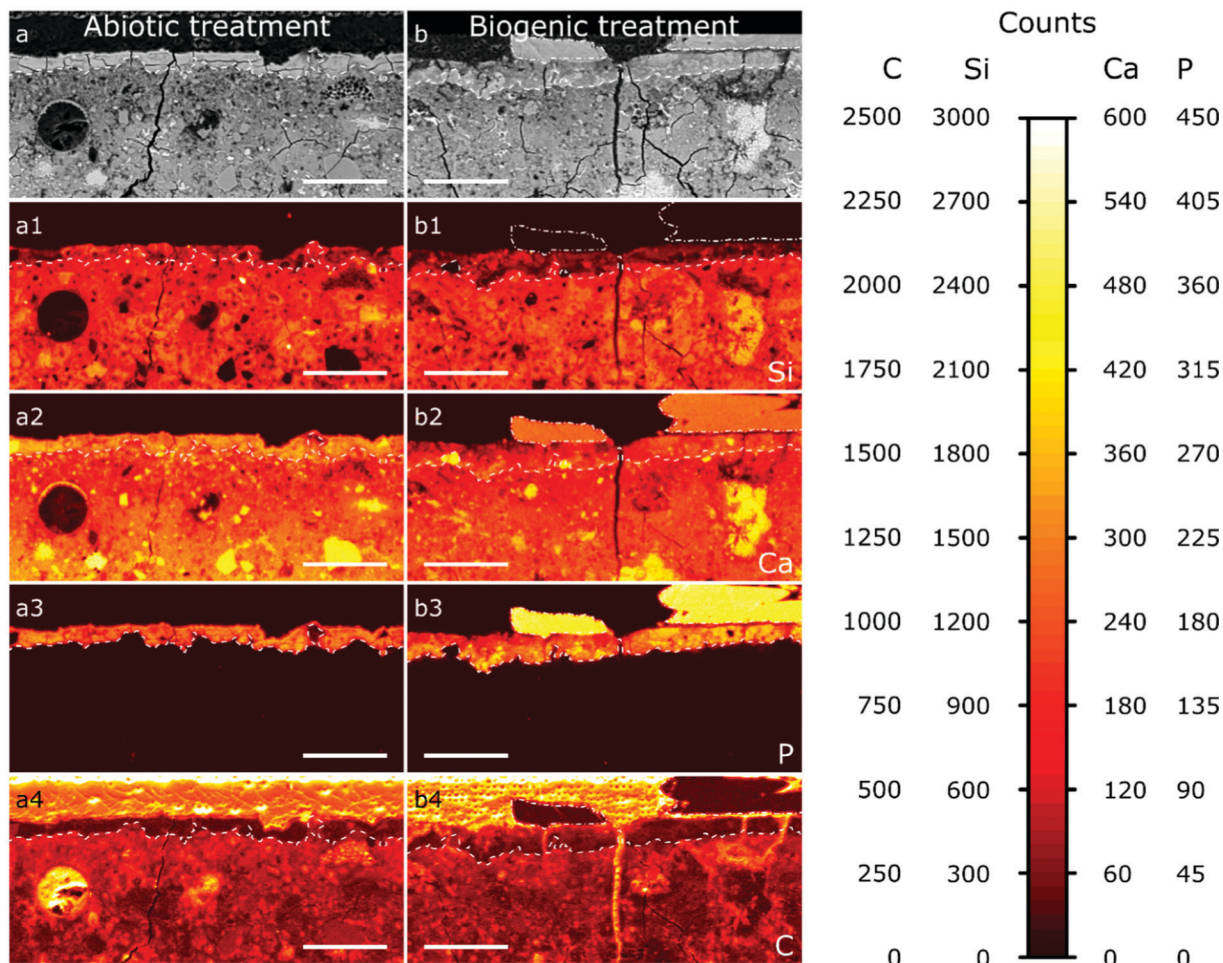 a Abiotic treatment b Biogenic treatment
a1 b1 Si
a2 b2 Ca
a3 b3 P
a4 b4 C
Counts
C Si Ca P
2500 3000 600 450
2250 2700 540 405
2000 2400 480 360
1750 2100 420 315
1500 1800 360 270
1250 1500 300 225
1000 1200 240 180
750 900 180 135
500 600 120 90
250 300 60 45
0 0 0 0